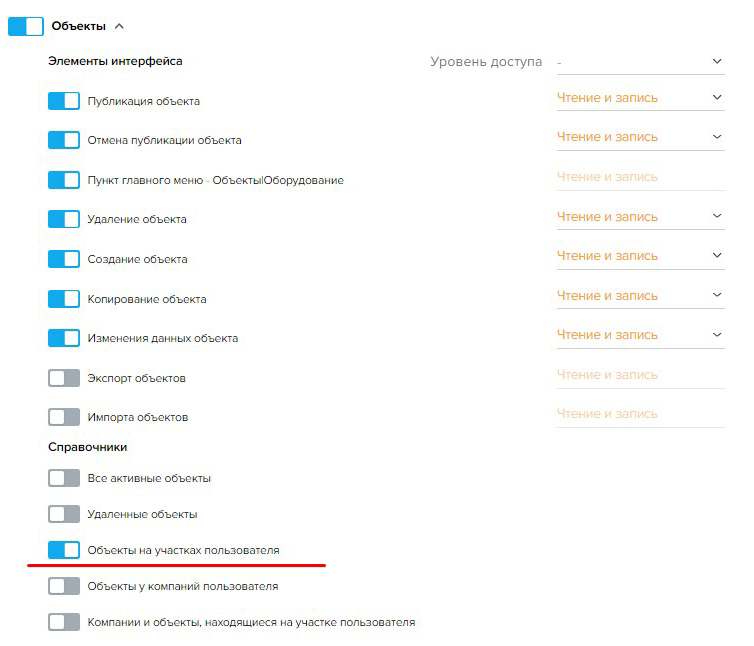 Объекты
Элементы интерфейса Уровень доступа -
Публикация объекта Чтение и запись
Отмена публикации объекта Чтение и запись
Пункт главного меню - Объекты|Оборудование Чтение и запись
Удаление объекта Чтение и запись
Создание объекта Чтение и запись
Копирование объекта Чтение и запись
Изменения данных объекта Чтение и запись
Экспорт объектов Чтение и запись
Импорта объектов Чтение и запись
Справочники
Все активные объекты
Удаленные объекты
Объекты на участках пользователя
Объекты у компаний пользователя
Компании и объекты, находящиеся на участке пользователя